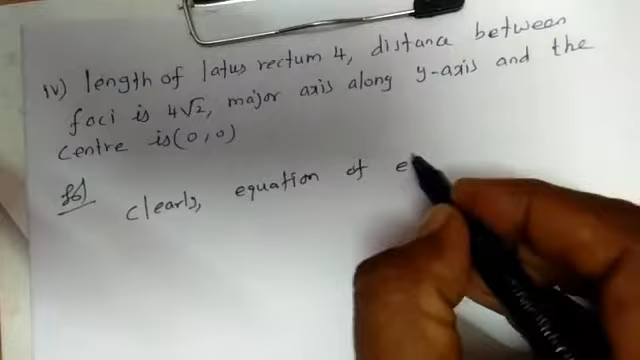 iv) length of latus rectum 4, distance between
foci is 4√2, major axis along y-axis and the
centre is (0,0)
Sol
clearly, equation of e